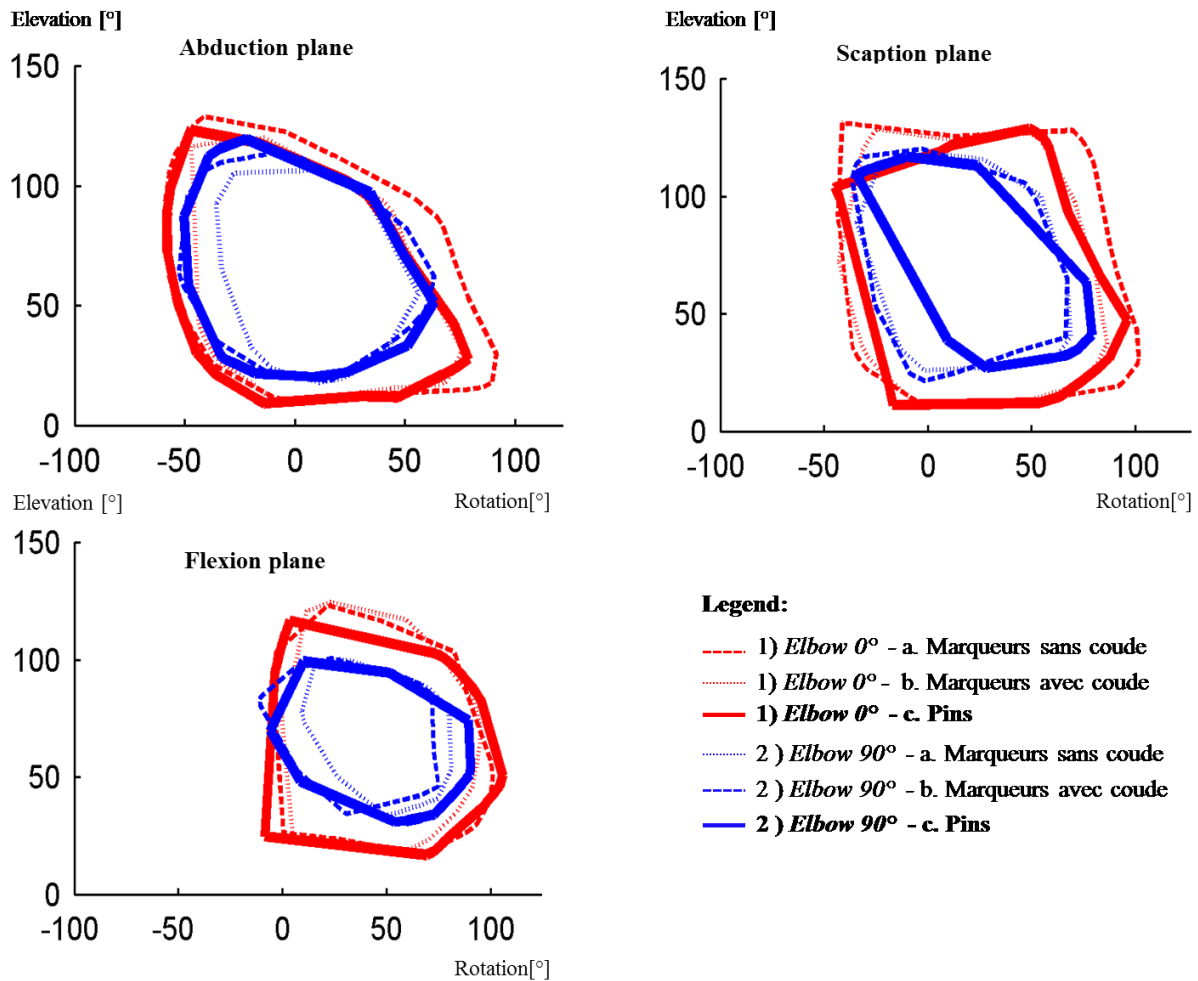 Elevation [°]
Abduction plane
150
100
50
0
-100 -50 0 50 100
Rotation[°]
Elevation [°]
Scaption plane
150
100
50
0
-100 -50 0 50 100
Rotation[°]
Elevation [°]
Flexion plane
150
100
50
0
-100 -50 0 50 100
Rotation[°]
Legend:
1) Elbow 0° - a. Marqueurs sans coude
1) Elbow 0° - b. Marqueurs avec coude
1) Elbow 0° - c. Pins
2 ) Elbow 90° - a. Marqueurs sans coude
2 ) Elbow 90° - b. Marqueurs avec coude
2 ) Elbow 90° - c. Pins